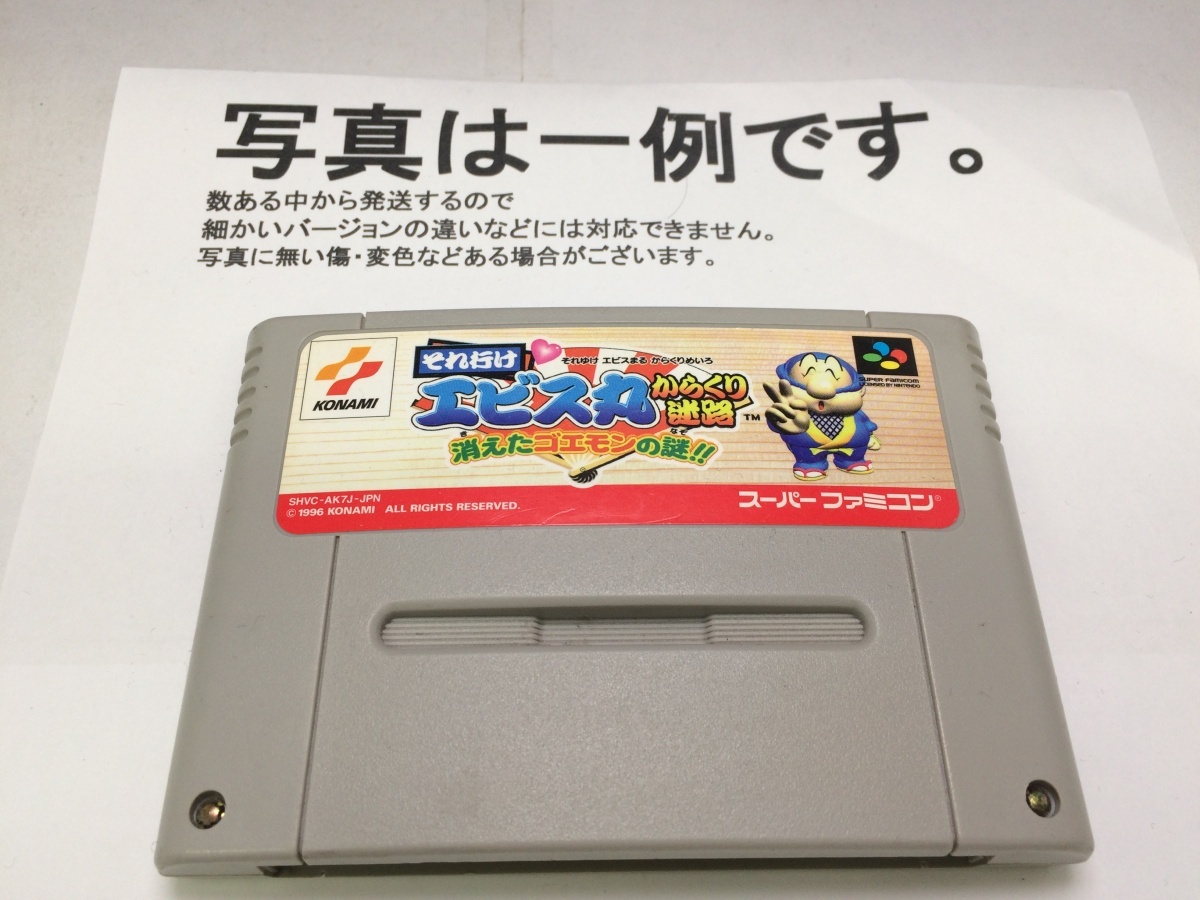 写真は一例です。
数ある中から発送するので
細かいバージョンの違いなどには対応できません。
写真に無い傷・変色などある場合がございます。
KONAMI
それ行け
それゆけ エビスまる からくりめいろ
エビス丸
からくり
迷路
TM
き なぞ
消えたゴエモンの謎!!
SUPER FAMICOM
LICENSED BY NINTENDO
SHVC-AK7J-JPN
© 1996 KONAMI ALL RIGHTS RESERVED.
スーパーファミコン®